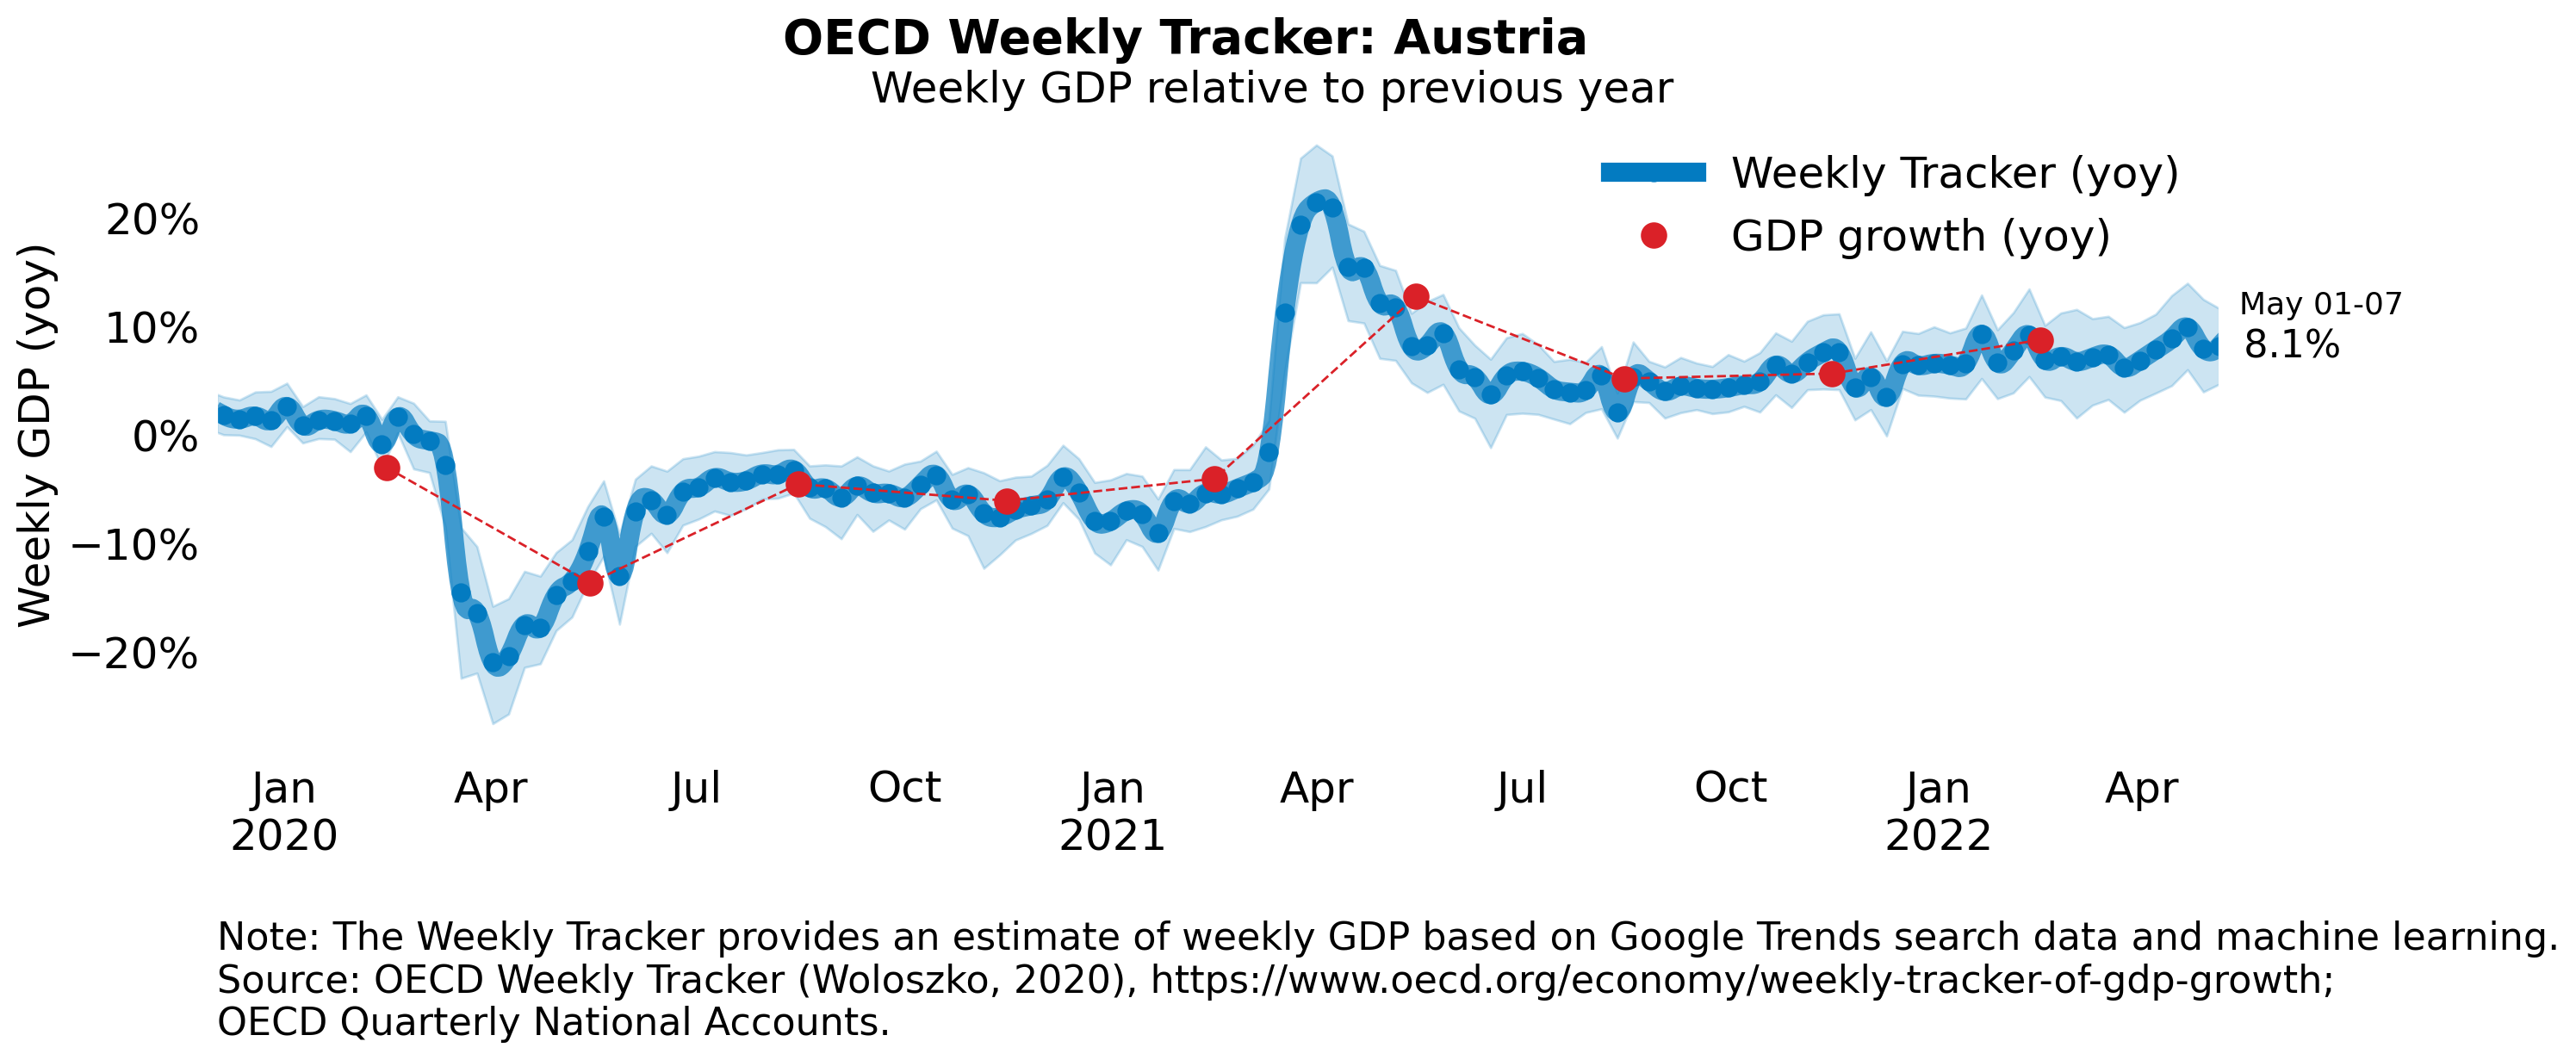 OECD Weekly Tracker: Austria
Weekly GDP relative to previous year
Weekly Tracker (yoy)
GDP growth (yoy)
Weekly GDP (yoy)
20%
10%
0%
−10%
−20%
May 01-07
8.1%
Jan Apr Jul Oct Jan Apr Jul Oct Jan Apr
2020 2021 2022
Note: The Weekly Tracker provides an estimate of weekly GDP based on Google Trends search data and machine learning.
Source: OECD Weekly Tracker (Woloszko, 2020), https://www.oecd.org/economy/weekly-tracker-of-gdp-growth;
OECD Quarterly National Accounts.